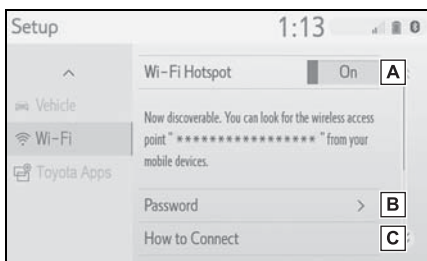 Setup
1:13
0
Wi-Fi Hotspot
On
A
Vehicle
Now discoverable. You can look for the wireless access
point " ***************** " from your
mobile devices.
Wi-Fi
Toyota Apps
Password
>
B
How to Connect
C